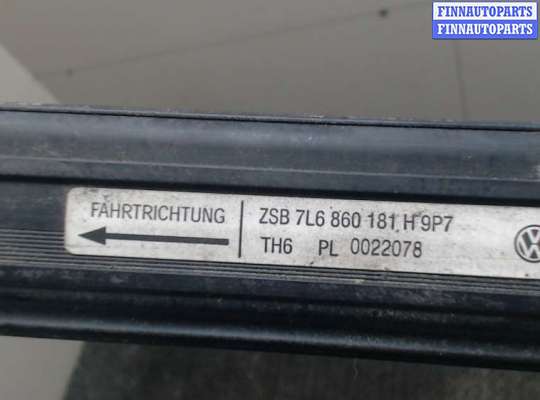 FINNAUTOPARTS
FINNAUTOPARTS
FAHRTRICHTUNG
ZSB 7L6 860 181 H 9P7
TH6 PL 0022078